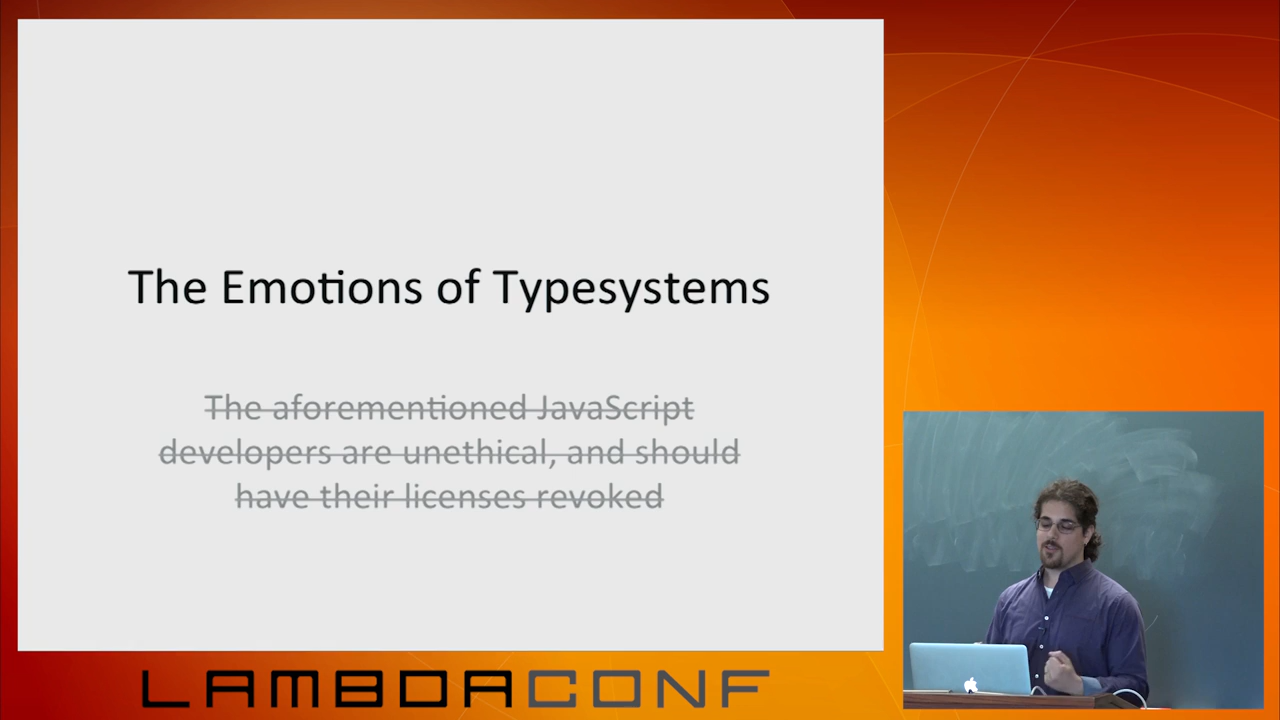 The Emotions of Typesystems
The aforementioned JavaScript
developers are unethical, and should
have their licenses revoked
LAMBDACONF